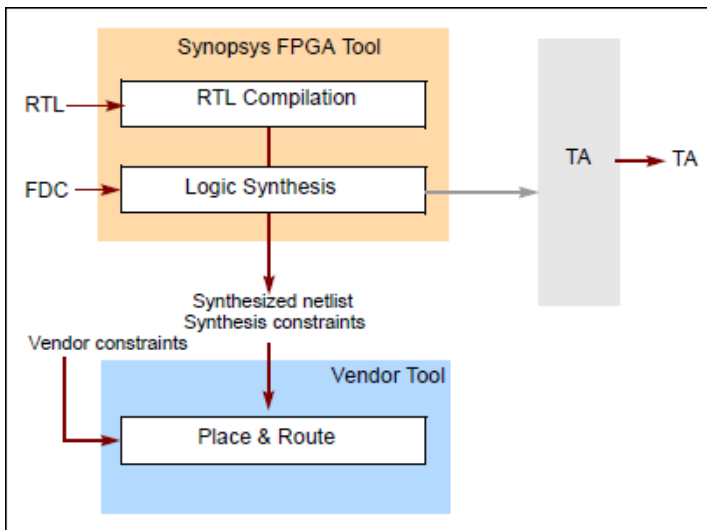 Synopsys FPGA Tool
RTL
RTL Compilation
FDC
Logic Synthesis
TA
TA
Synthesized netlist
Synthesis constraints
Vendor constraints
Vendor Tool
Place & Route